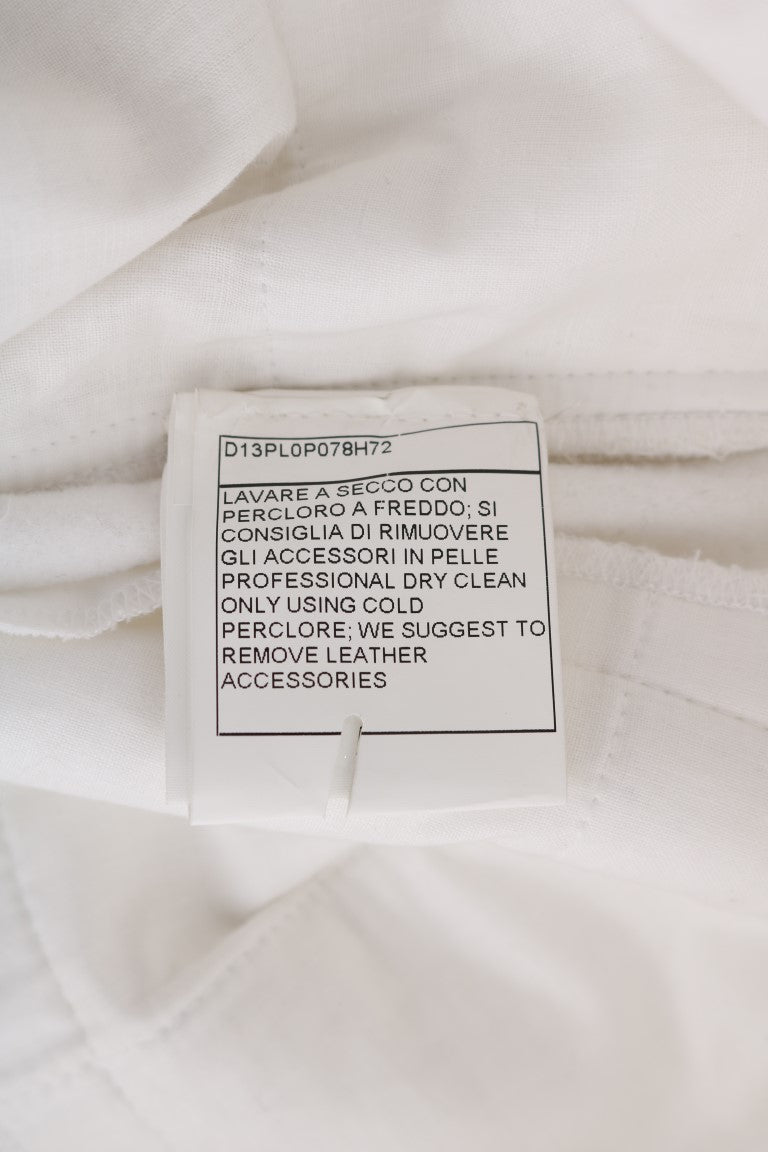 D13PL0P078H72
LAVARE A SECCO CON
PERCLORO A FREDDO; SI
CONSIGLIA DI RIMUOVERE
GLI ACCESSORI IN PELLE
PROFESSIONAL DRY CLEAN
ONLY USING COLD
PERCLORE; WE SUGGEST TO
REMOVE LEATHER
ACCESSORIES